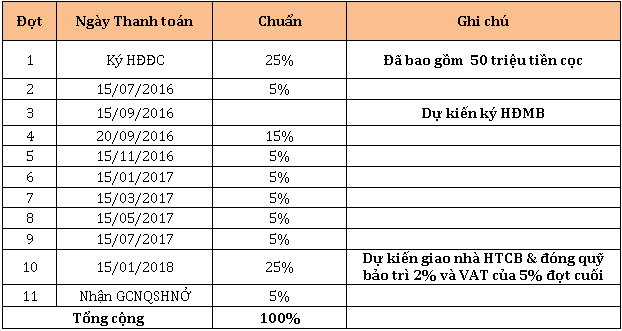 Đợt Ngày Thanh toán Chuẩn Ghi chú
1 Ký HĐĐC 25% Đã bao gồm 50 triệu tiền cọc
2 15/07/2016 5%
3 15/09/2016 Dự kiến ký HĐMB
4 20/09/2016 15%
5 15/11/2016 5%
6 15/01/2017 5%
7 15/03/2017 5%
8 15/05/2017 5%
9 15/07/2017 5%
10 15/01/2018 25% Dự kiến giao nhà HTCB & đóng quỹ
bảo trì 2% và VAT của 5% đợt cuối
11 Nhận GCNQSHNỞ 5%
Tổng cộng 100%